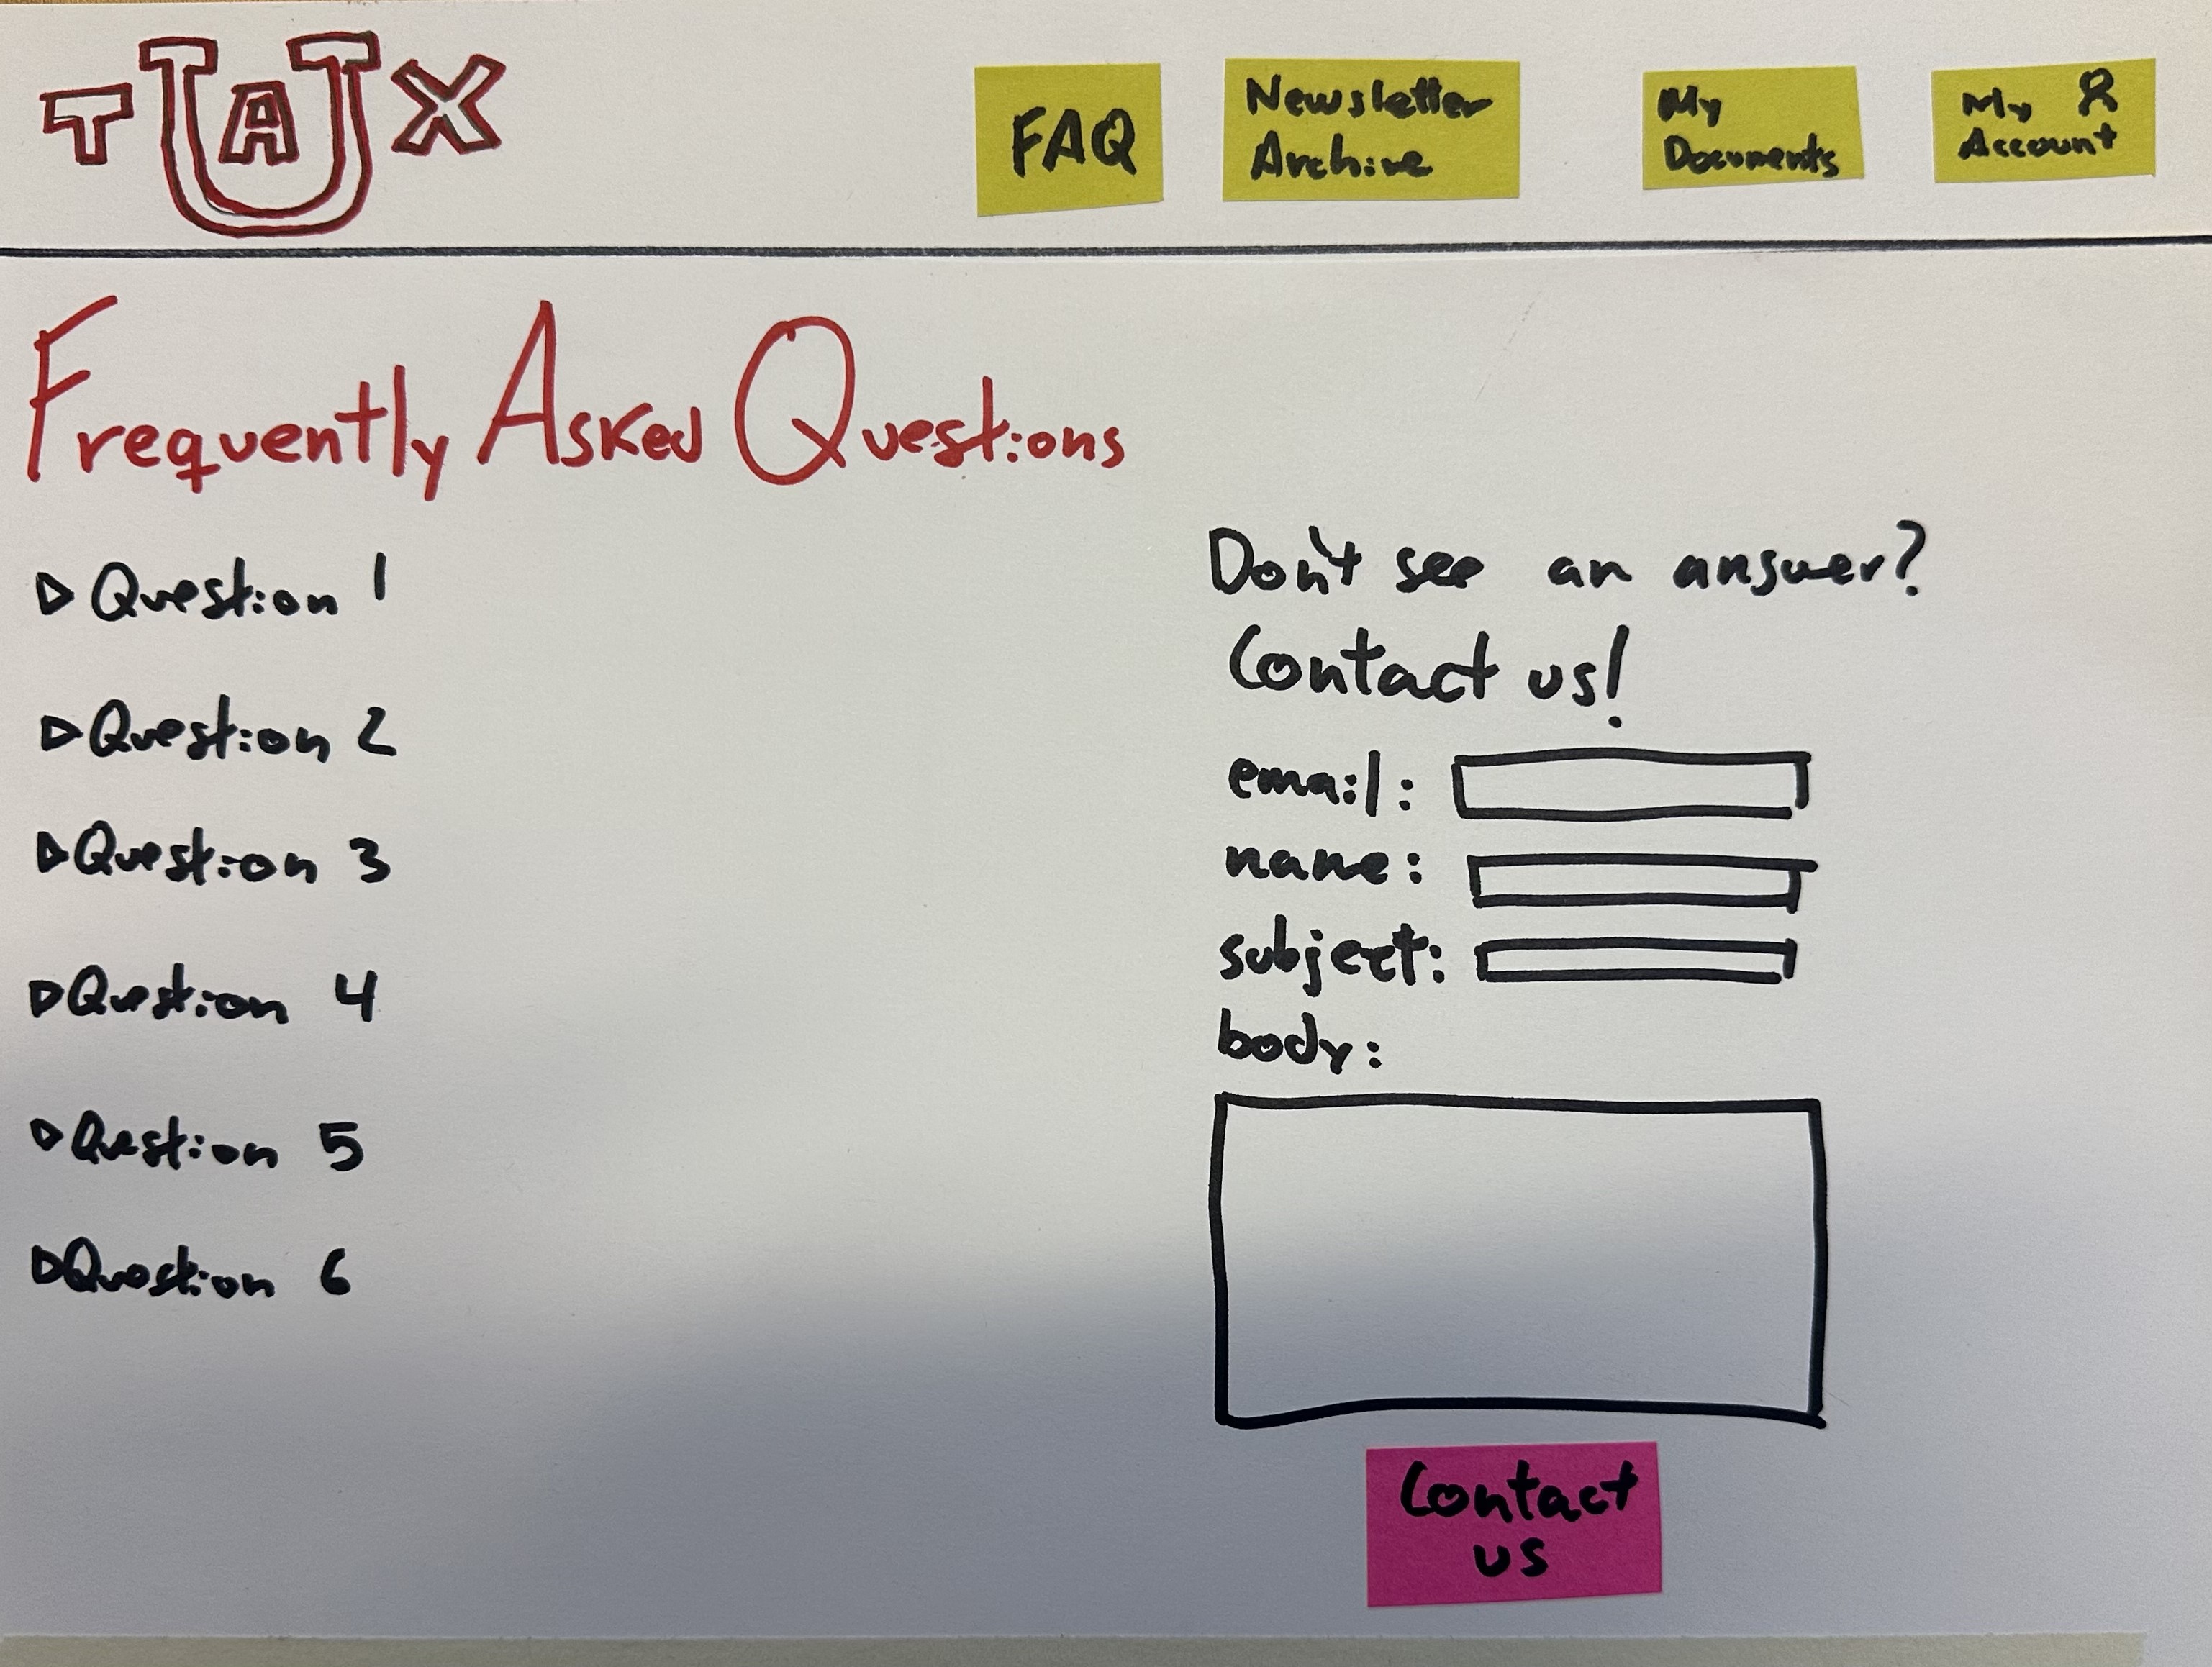 TUAX
FAQ
Newsletter
Archive
My
Documents
My
Account
Frequently Asked Questions
Question 1
Question 2
Question 3
Question 4
Question 5
Question 6
Don't see an answer?
Contact us!
email:
name:
subject:
body:
Contact
us